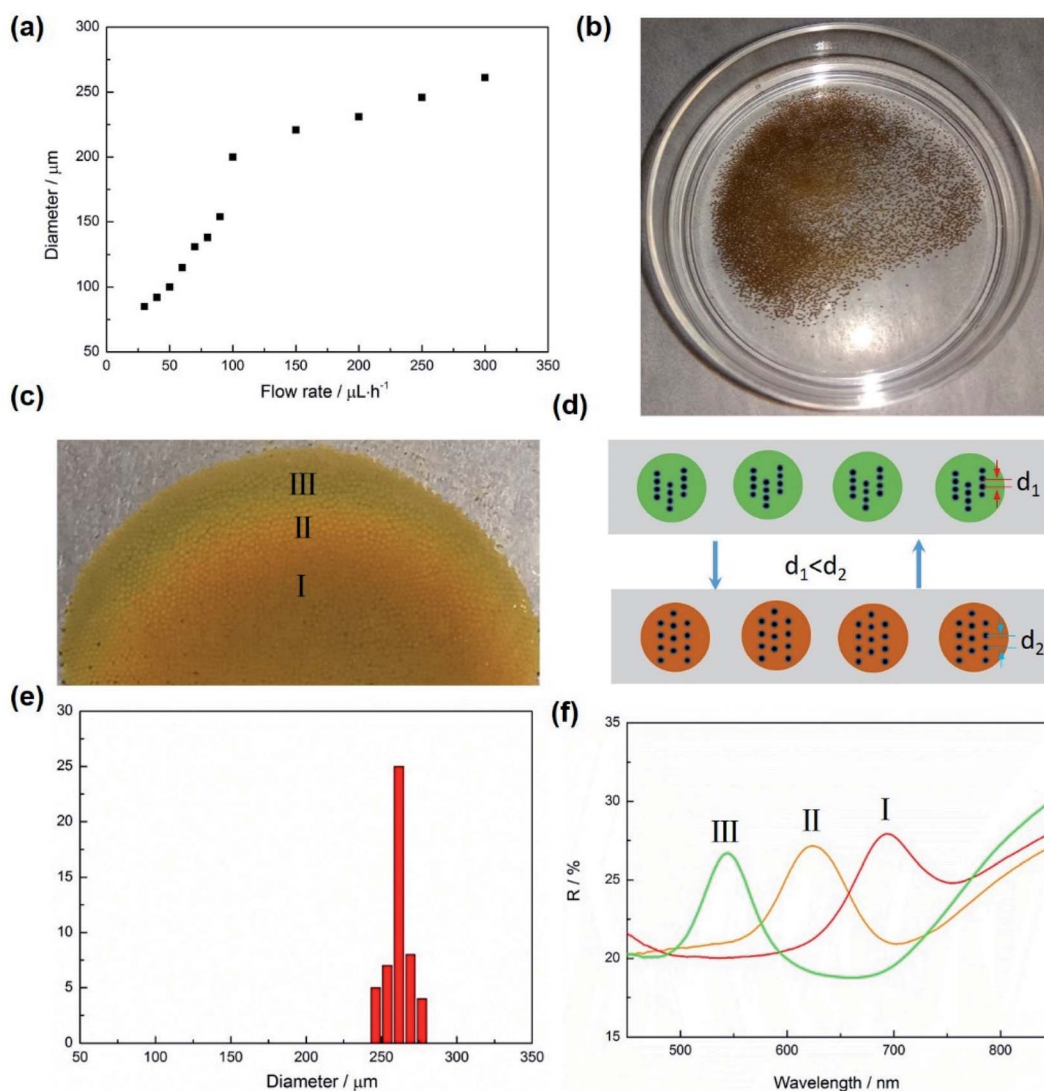 (a)
300
250
200
150
100
50
Diameter / μm
0 50 100 150 200 250 300 350
Flow rate / μL·h⁻¹
(b)
(c)
III
II
I
(d)
d₁
d₁<d₂
d₂
(e)
30
25
20
15
10
5
0
50 100 150 200 250 300 350
Diameter / μm
(f)
35
30
25
20
15
R / %
III II I
500 600 700 800
Wavelength / nm